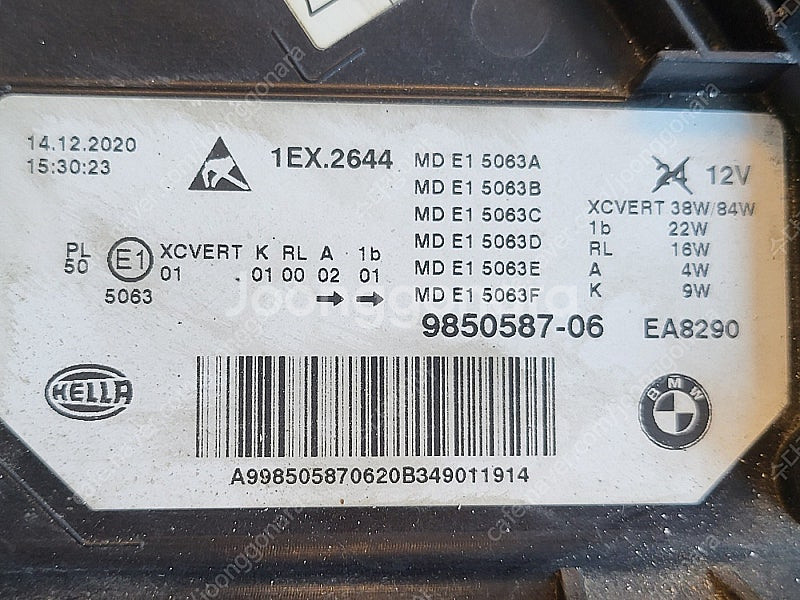 14.12.2020
15:30:23
1EX.2644
MD E1 5063A
MD E1 5063B
MD E1 5063C
MD E1 5063D
MD E1 5063E
MD E1 5063F
24 12V
XCVERT 38W/84W
1b 22W
RL 16W
A 4W
K 9W
PL
50
E1
5063
XCVERT K RL A 1b
01 01 00 02 01
9850587-06 EA8290
HELLA
BMW
A998505870620B349011914
Joonggonara